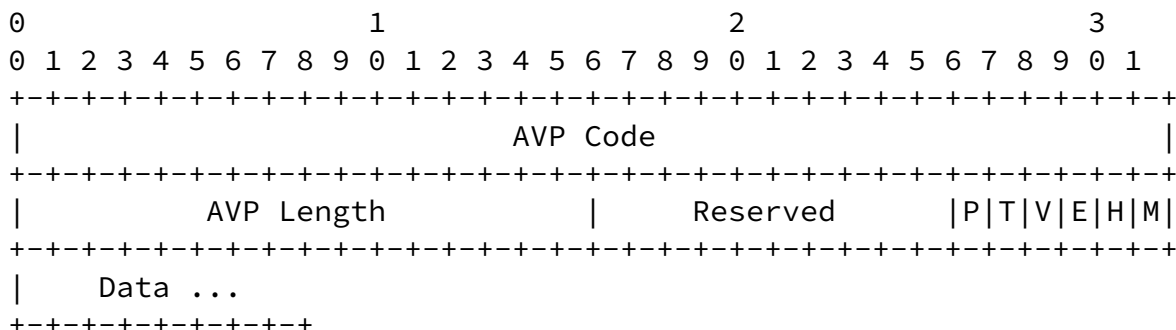 0                   1                   2                   3
0 1 2 3 4 5 6 7 8 9 0 1 2 3 4 5 6 7 8 9 0 1 2 3 4 5 6 7 8 9 0 1
+-+-+-+-+-+-+-+-+-+-+-+-+-+-+-+-+-+-+-+-+-+-+-+-+-+-+-+-+-+-+-+-+
|                           AVP Code                            |
+-+-+-+-+-+-+-+-+-+-+-+-+-+-+-+-+-+-+-+-+-+-+-+-+-+-+-+-+-+-+-+-+
|          AVP Length           |     Reserved      |P|T|V|E|H|M|
+-+-+-+-+-+-+-+-+-+-+-+-+-+-+-+-+-+-+-+-+-+-+-+-+-+-+-+-+-+-+-+-+
|    Data ...
+-+-+-+-+-+-+-+-+